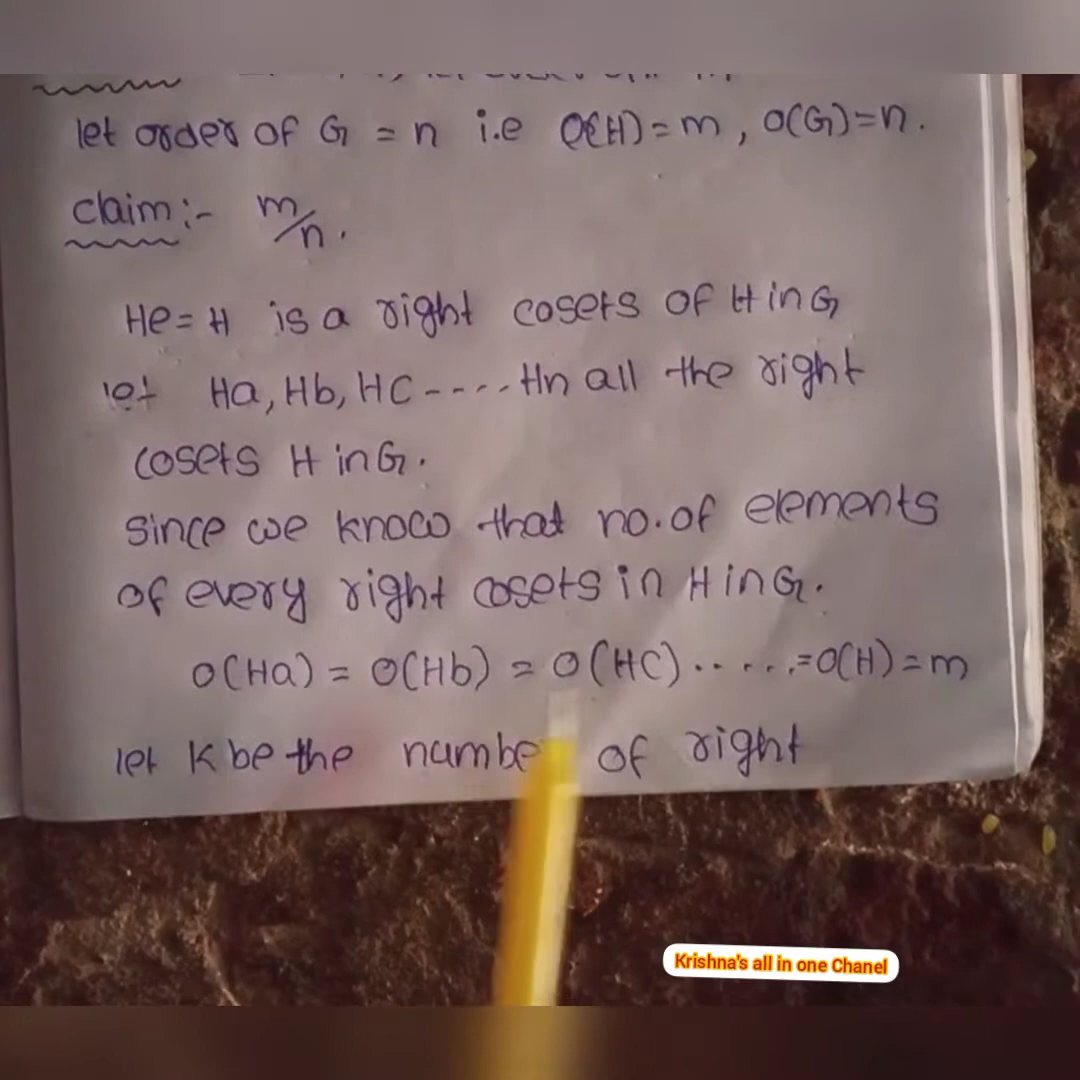 let order of G = n i.e O(H)=m, O(G)=n.
claim:- m/n.
He=H is a right cosets of H in G
let Ha, Hb, HC ---- Hn all the right
cosets H in G.
since we know that no. of elements
of every right cosets in H in G.
O(Ha) = O(Hb) = O(HC) ..... = O(H) = m
let K be the number of right
Krishna's all in one Chanel